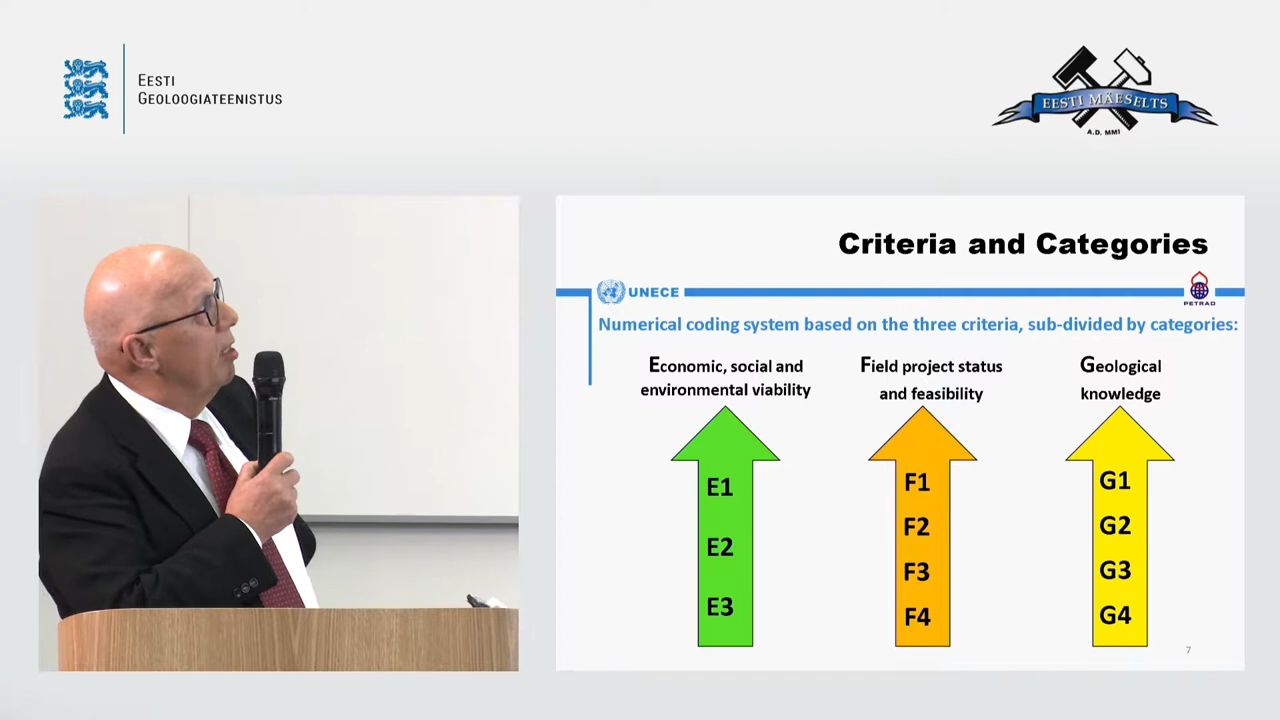 EESTI
GEOLOOGIATEENISTUS
EESTI MÄESELTS
A.D. MMI
Criteria and Categories
UNECE
PETRAD
Numerical coding system based on the three criteria, sub-divided by categories:
Economic, social and
environmental viability
E1
E2
E3
Field project status
and feasibility
F1
F2
F3
F4
Geological
knowledge
G1
G2
G3
G4
7